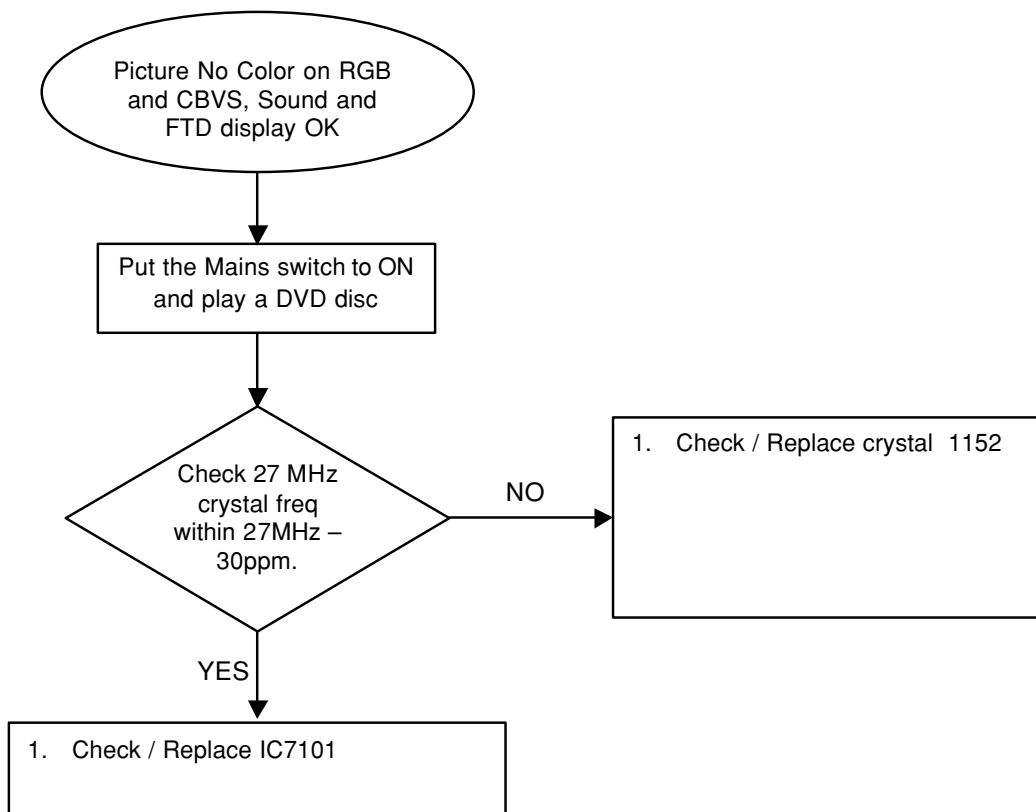 Picture No Color on RGB
and CBVS, Sound and
FTD display OK
Put the Mains switch to ON
and play a DVD disc
Check 27 MHz
crystal freq
within 27MHz –
30ppm.
NO
1. Check / Replace crystal 1152
YES
1. Check / Replace IC7101